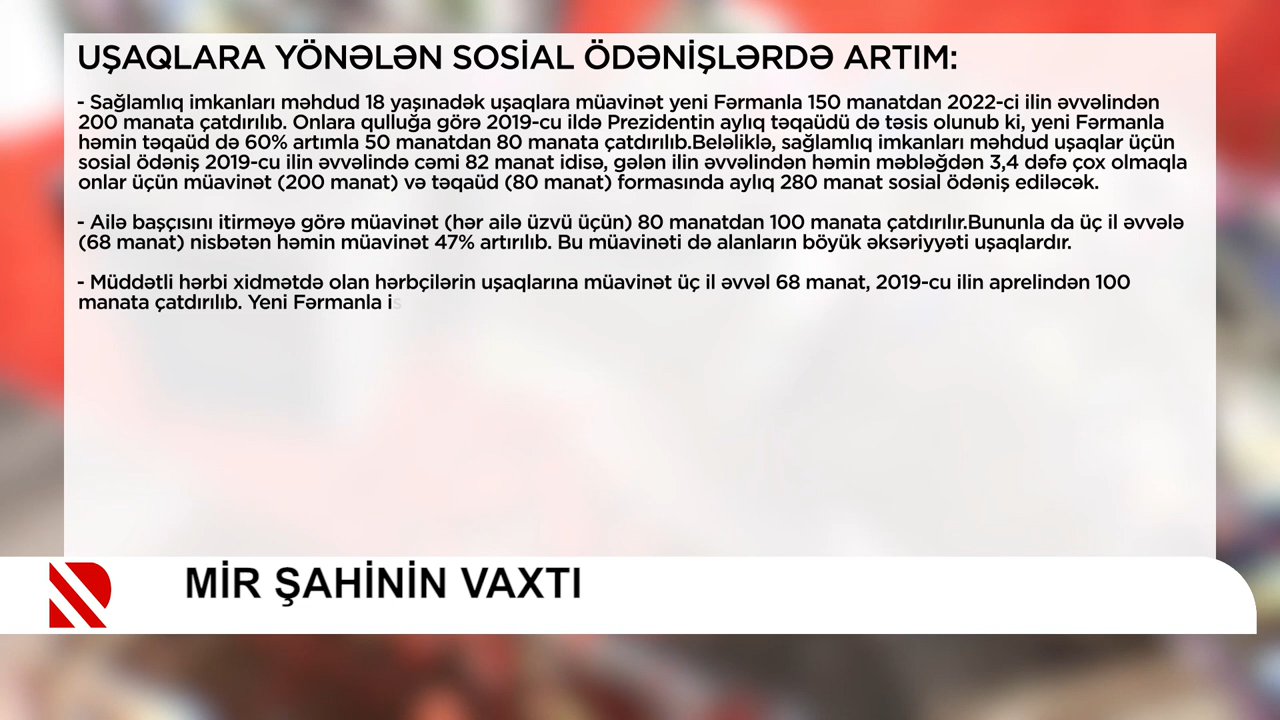 UŞAQLARA YÖNƏLƏN SOSİAL ÖDƏNİŞLƏRDƏ ARTIM:
- Sağlamlıq imkanları məhdud 18 yaşınadək uşaqlara müavinət yeni Fərmanla 150 manatdan 2022-ci ilin əvvəlindən
200 manata çatdırılıb. Onlara qulluğa görə 2019-cu ildə Prezidentin aylıq təqaüdü də təsis olunub ki, yeni Fərmanla
həmin təqaüd də 60% artımla 50 manatdan 80 manata çatdırılıb.Beləliklə, sağlamlıq imkanları məhdud uşaqlar üçün
sosial ödəniş 2019-cu ilin əvvəlində cəmi 82 manat idisə, gələn ilin əvvəlindən həmin məbləğdən 3,4 dəfə çox olmaqla
onlar üçün müavinət (200 manat) və təqaüd (80 manat) formasında aylıq 280 manat sosial ödəniş ediləcək.
- Ailə başçısını itirməyə görə müavinət (hər ailə üzvü üçün) 80 manatdan 100 manata çatdırılır.Bununla da üç il əvvələ
(68 manat) nisbətən həmin müavinət 47% artırılıb. Bu müavinəti də alanların böyük əksəriyyəti uşaqlardır.
- Müddətli hərbi xidmətdə olan hərbçilərin uşaqlarına müavinət üç il əvvəl 68 manat, 2019-cu ilin aprelindən 100
manata çatdırılıb. Yeni Fərmanla is
MİR ŞAHİNİN VAXTI